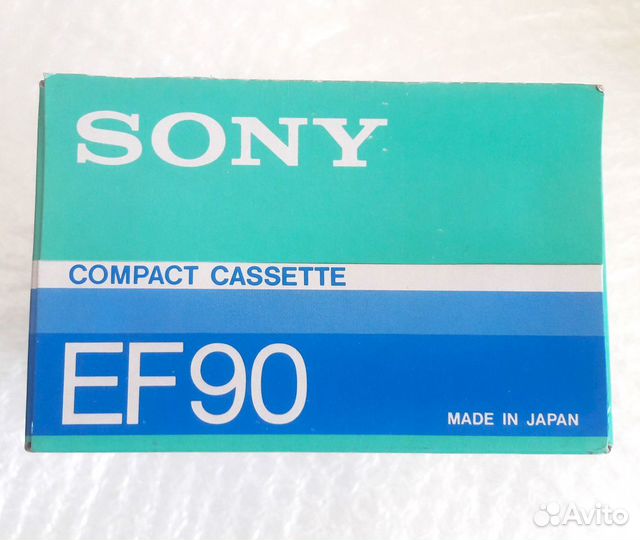 SONY
COMPACT CASSETTE
EF90
MADE IN JAPAN
Avito